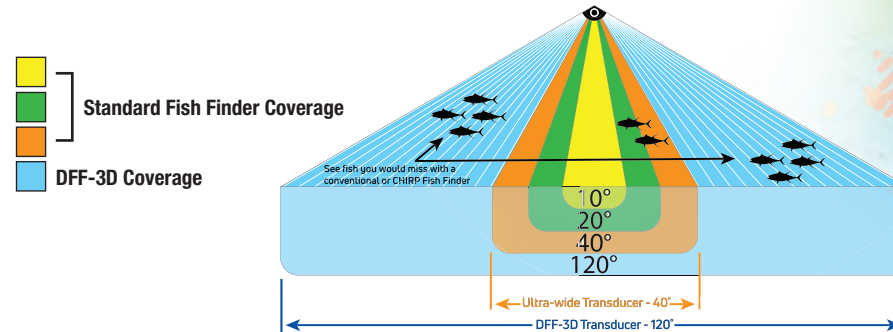 Standard Fish Finder Coverage
DFF-3D Coverage
See fish you would miss with a
conventional or CHIRP Fish Finder
10°
20°
40°
120°
Ultra-wide Transducer - 40°
DFF-3D Transducer - 120°